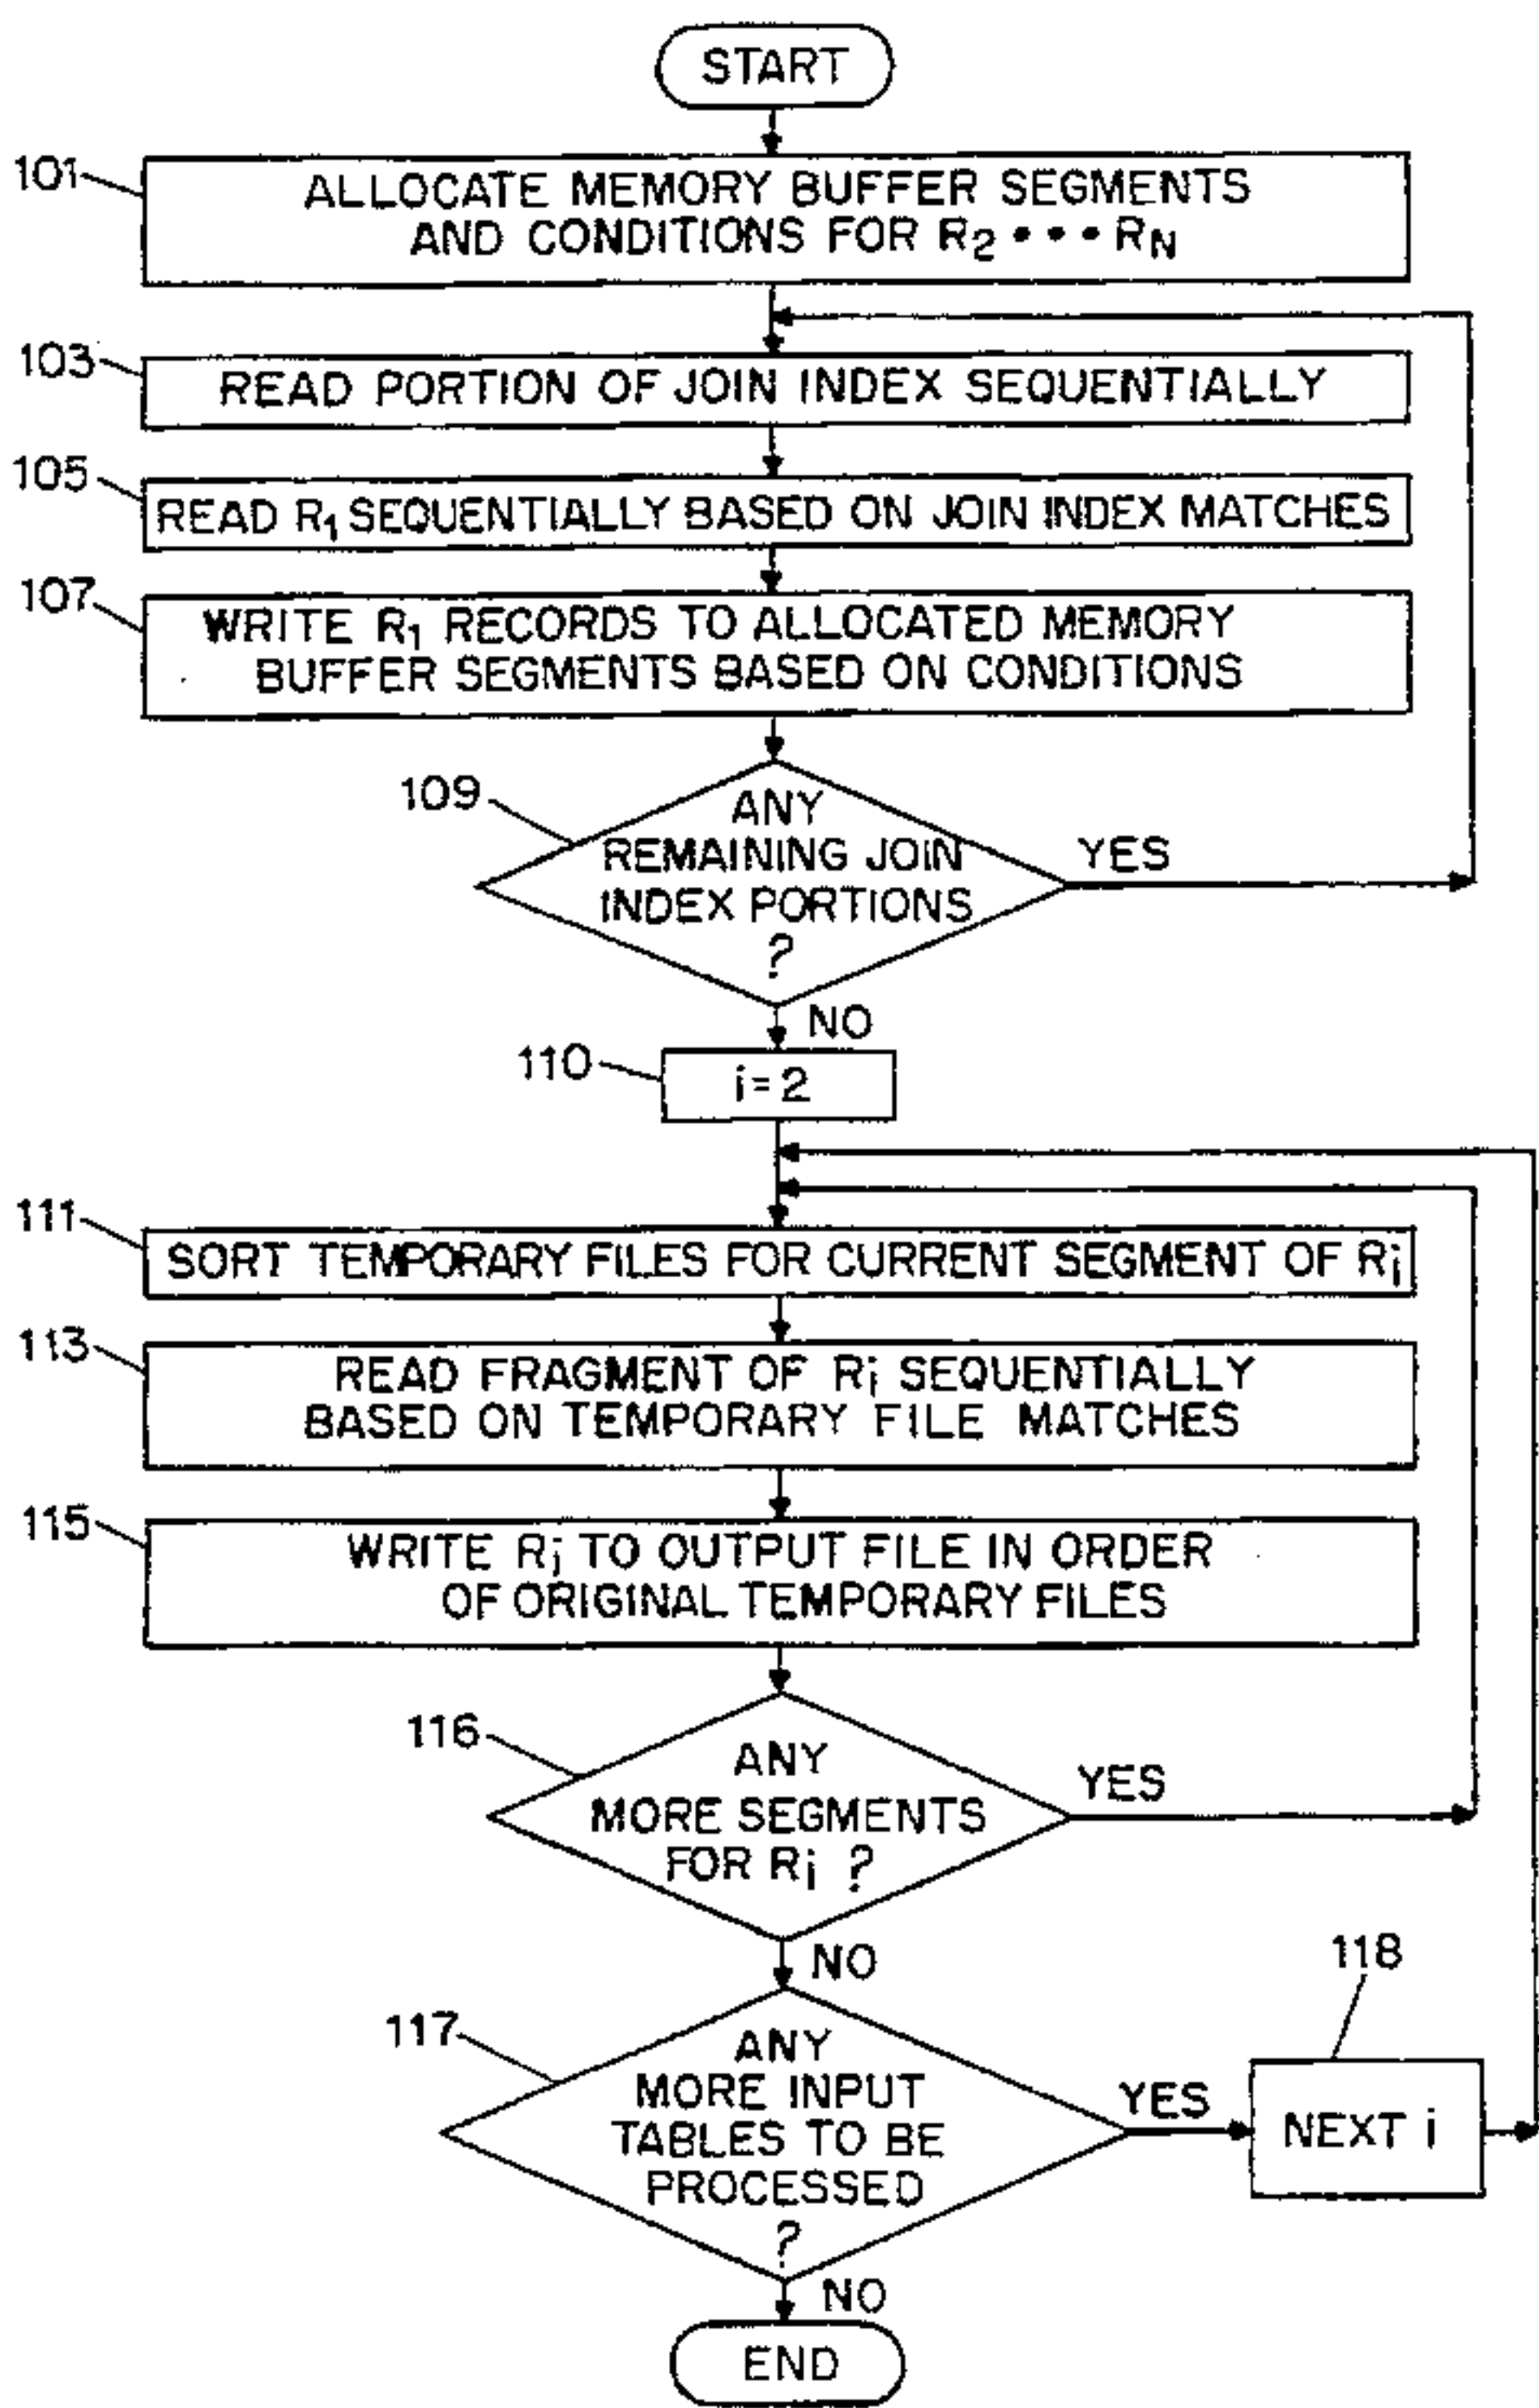 START
101
ALLOCATE MEMORY BUFFER SEGMENTS
AND CONDITIONS FOR R2 • • • RN
103
READ PORTION OF JOIN INDEX SEQUENTIALLY
105
READ R1 SEQUENTIALLY BASED ON JOIN INDEX MATCHES
107
WRITE R1 RECORDS TO ALLOCATED MEMORY
BUFFER SEGMENTS BASED ON CONDITIONS
109
ANY
REMAINING JOIN
INDEX PORTIONS
?
YES
NO
110
i=2
111
SORT TEMPORARY FILES FOR CURRENT SEGMENT OF Ri
113
READ FRAGMENT OF Ri SEQUENTIALLY
BASED ON TEMPORARY FILE MATCHES
115
WRITE Ri TO OUTPUT FILE IN ORDER
OF ORIGINAL TEMPORARY FILES
116
ANY
MORE SEGMENTS
FOR Ri ?
YES
NO
117
ANY
MORE INPUT
TABLES TO BE
PROCESSED
?
YES
118
NEXT i
NO
END